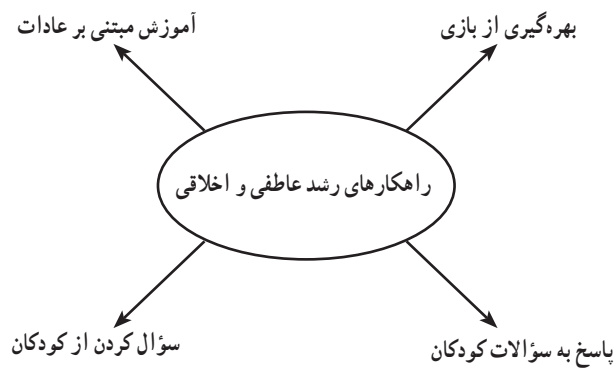 بهره‌گیری از بازی
آموزش مبتنی بر عادات
راهکارهای رشد عاطفی و اخلاقی
پاسخ به سؤالات کودکان
سؤال کردن از کودکان